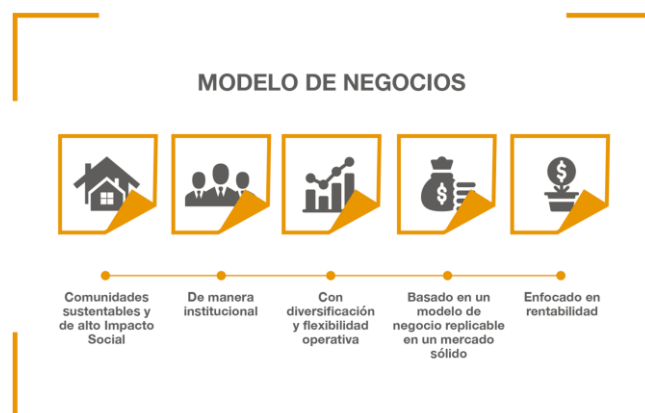 MODELO DE NEGOCIOS
Comunidades
sustentables y
de alto Impacto
Social
De manera
institucional
Con
diversificación
y flexibilidad
operativa
Basado en un
modelo de
negocio replicable
en un mercado
sólido
Enfocado en
rentabilidad